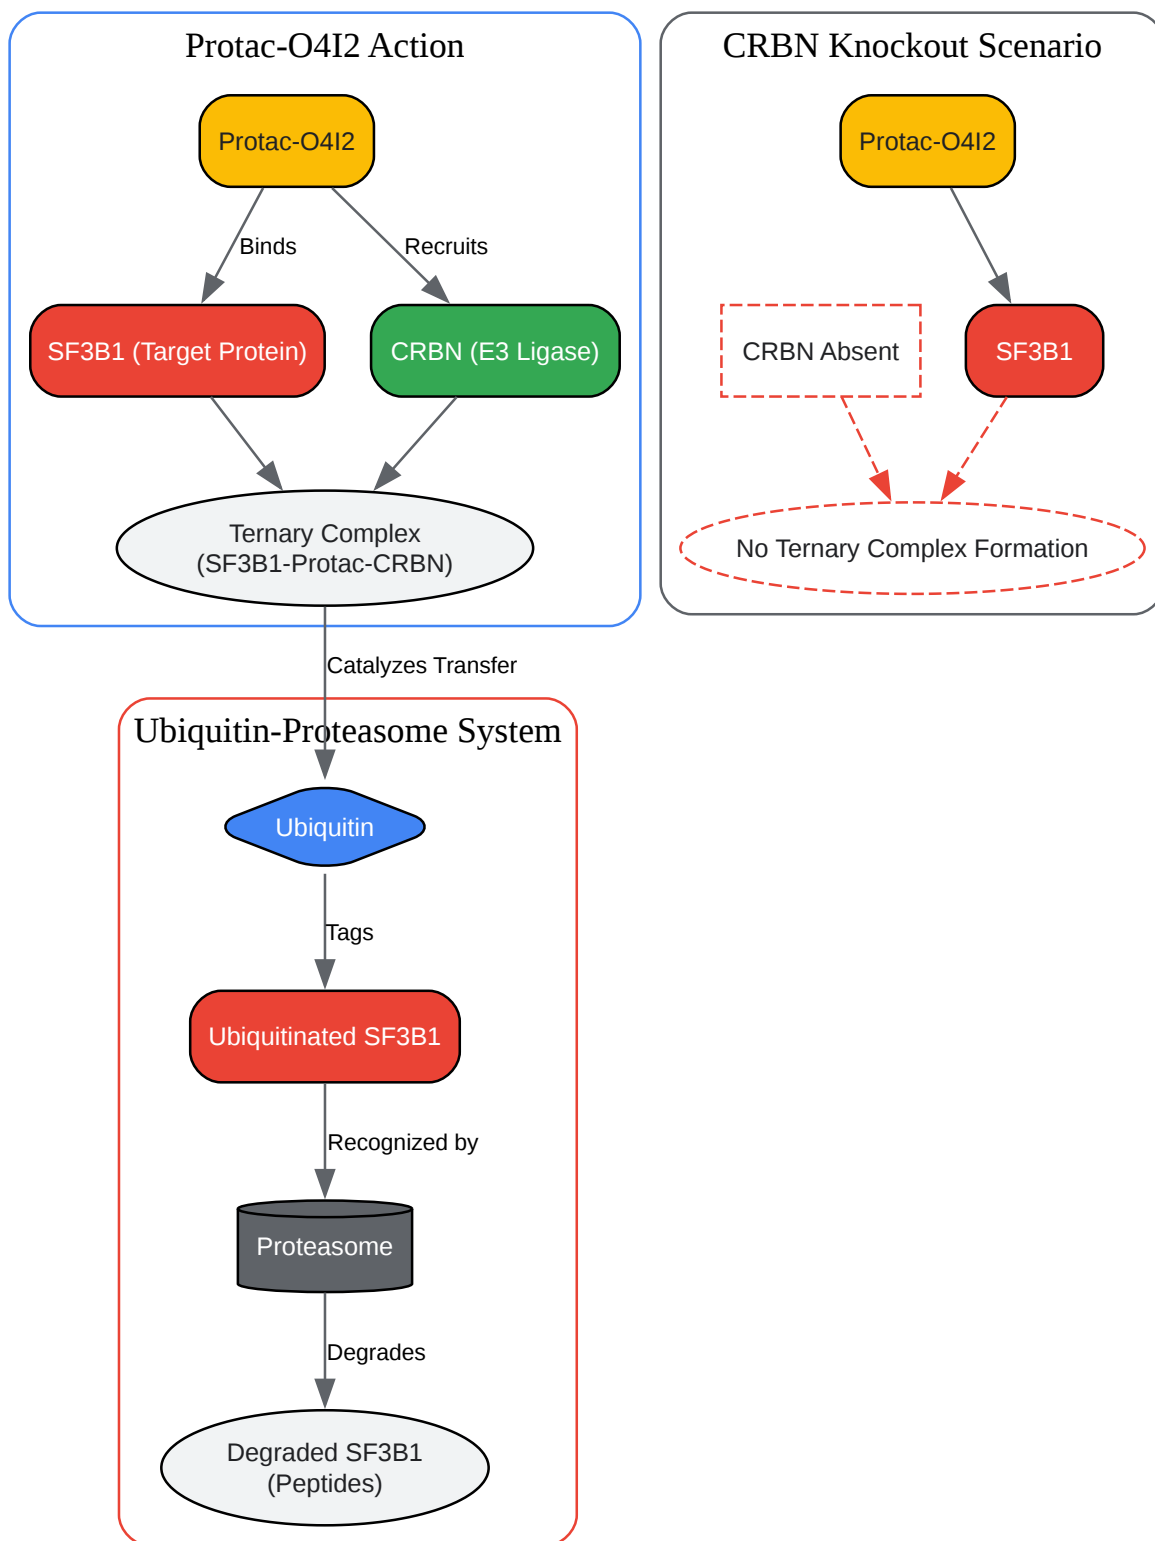 Protac-O4I2 Action
Protac-O4I2
Binds
Recruits
SF3B1 (Target Protein)
CRBN (E3 Ligase)
Ternary Complex
(SF3B1-Protac-CRBN)
Catalyzes Transfer
Ubiquitin-Proteasome System
Ubiquitin
Tags
Ubiquitinated SF3B1
Recognized by
Proteasome
Degrades
Degraded SF3B1
(Peptides)
CRBN Knockout Scenario
Protac-O4I2
CRBN Absent
SF3B1
No Ternary Complex Formation